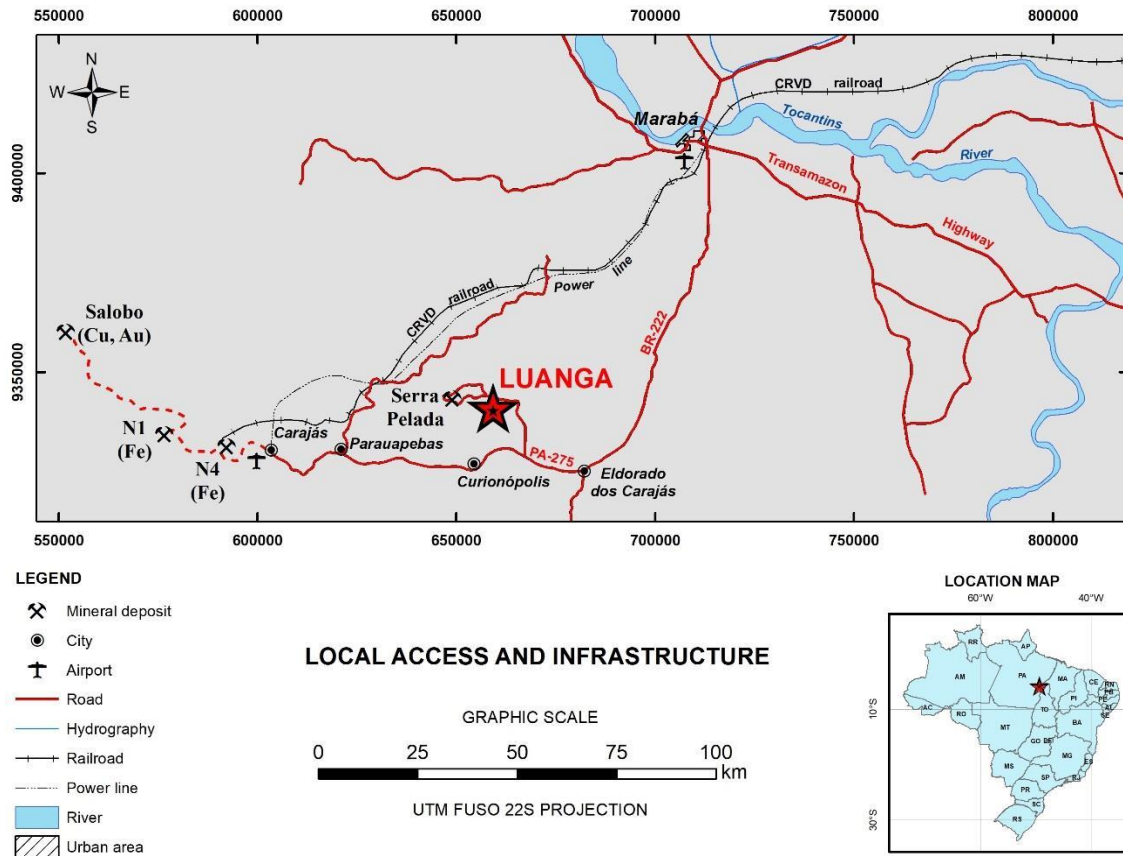 550000 600000 650000 700000 750000 800000
N
W E
S
CRVD railroad
Marabá
Tocantins
River
9400000
9400000
Transamazon
Highway
line
Power
CRVD railroad
Salobo
(Cu, Au)
BR-222
9350000
9350000
LUANGA
Serra
Pelada
N1
(Fe)
Carajás
Parauapebas
N4
(Fe)
PA-275
Curionópolis
Eldorado
dos Carajás
550000 600000 650000 700000 750000 800000
LEGEND
Mineral deposit
City
Airport
Road
Hydrography
Railroad
Power line
River
Urban area
LOCAL ACCESS AND INFRASTRUCTURE
GRAPHIC SCALE
0 25 50 75 100
km
UTM FUSO 22S PROJECTION
LOCATION MAP
60°W 40°W
RR AP
AM PA MA CE RN
PB
PI PE
AC AL
10°S RO TO SE
MT BA
GO DF
MG
MS ES
SP RJ
PR
SC
30°S RS